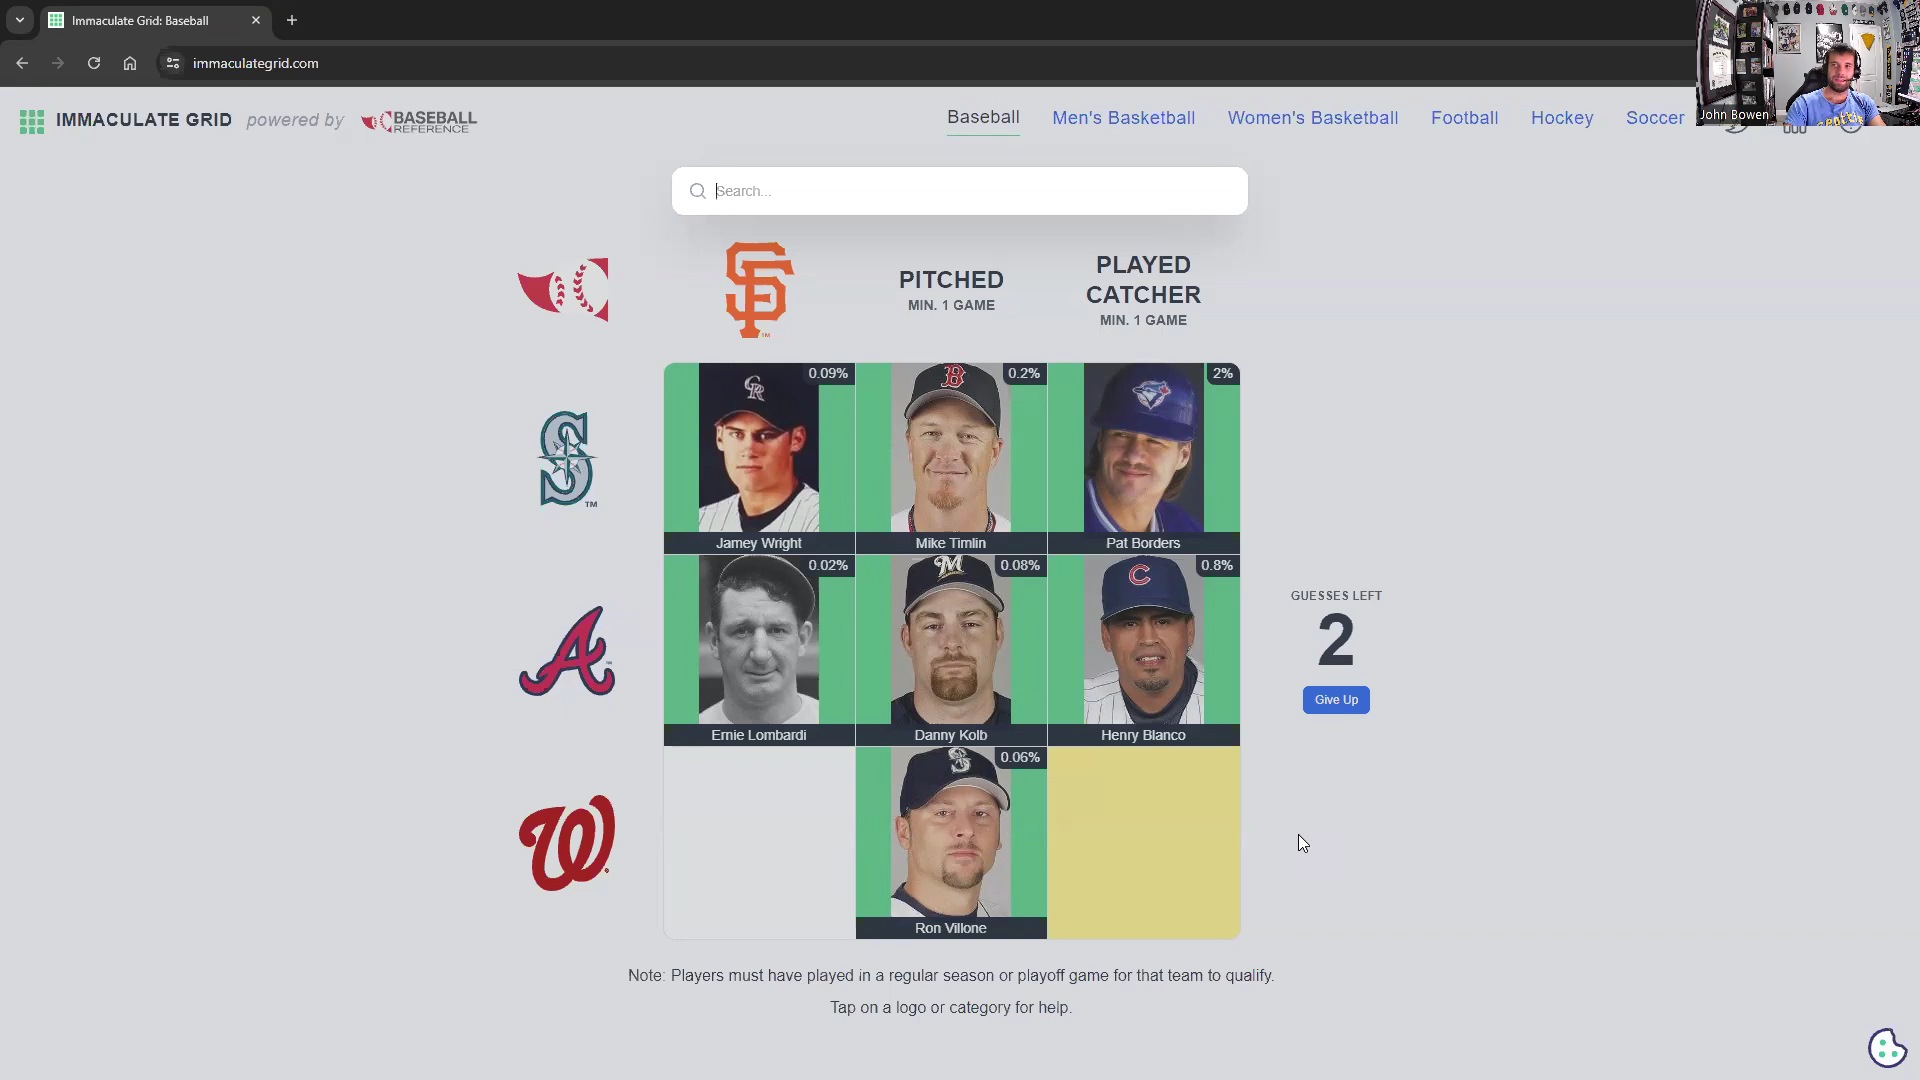 Immaculate Grid: Baseball
immaculategrid.com
IMMACULATE GRID powered by BASEBALL REFERENCE
Baseball Men's Basketball Women's Basketball Football Hockey Soccer
John Bowen
Search...
SF
PITCHED
MIN. 1 GAME
PLAYED
CATCHER
MIN. 1 GAME
0.09% 0.2% 2%
S
Jamey Wright Mike Timlin Pat Borders
0.02% 0.08% 0.8%
A
Ernie Lombardi Danny Kolb Henry Blanco
GUESSES LEFT
2
Give Up
0.06%
W
Ron Villone
Note: Players must have played in a regular season or playoff game for that team to qualify.
Tap on a logo or category for help.